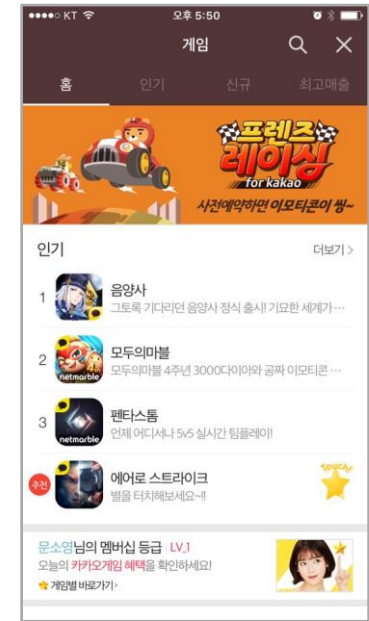 KT 오후 5:50
게임
홈 인기 신규 최고매출
프렌즈
레이싱
for kakao
사전예약하면 이모티콘이 씽~
인기 더보기 >
1 음양사
그토록 기다리던 음양사 정식 출시! 기묘한 세계가 …
2 모두의마블
모두의마블 4주년 3000다이아와 공짜 이모티콘 …
netmarble
3 펜타스톰
언제 어디서나 5v5 실시간 팀플레이!
netmarble
추천 에어로 스트라이크
별을 터치해보세요~!!
Touch!
문소영님의 멤버십 등급 LV_1
오늘의 카카오게임 혜택을 확인하세요!
게임별 바로가기 >